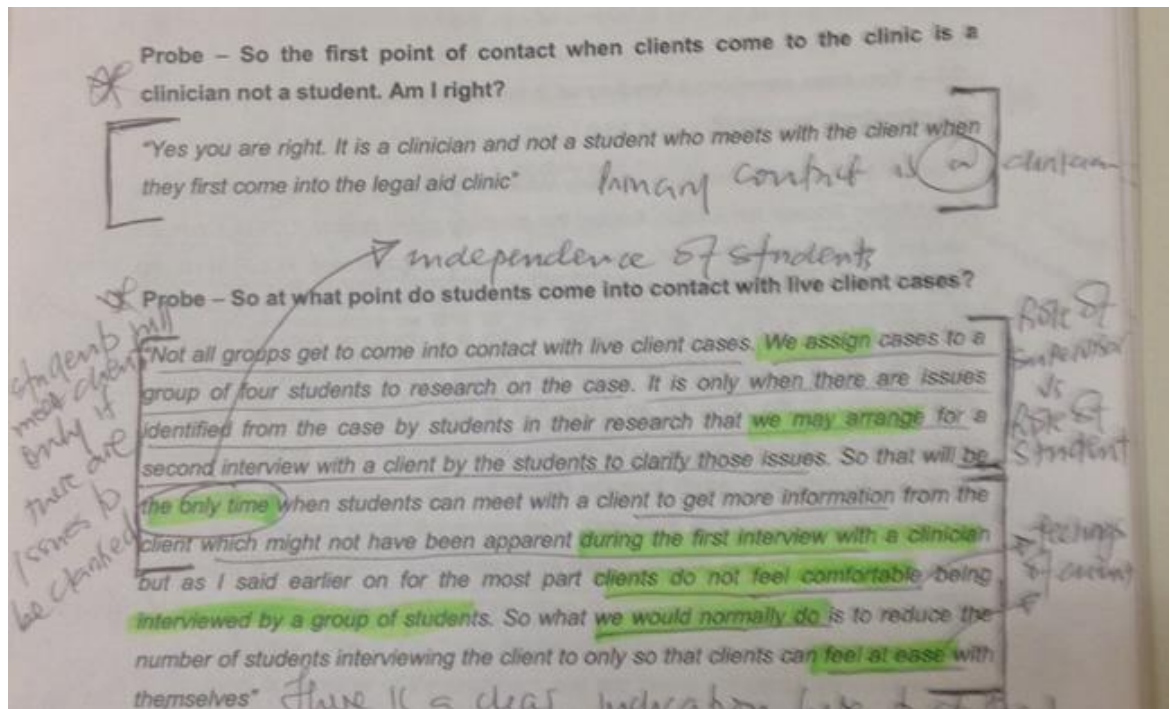 Probe – So the first point of contact when clients come to the clinic is a
clinician not a student. Am I right?
"Yes you are right. It is a clinician and not a student who meets with the client when
they first come into the legal aid clinic"
Primary contact is a clinician
independence of students
Probe – So at what point do students come into contact with live client cases?
"Not all groups get to come into contact with live client cases. We assign cases to a
group of four students to research on the case. It is only when there are issues
identified from the case by students in their research that we may arrange for a
second interview with a client by the students to clarify those issues. So that will be
the only time when students can meet with a client to get more information from the
client which might not have been apparent during the first interview with a clinician
but as I said earlier on for the most part clients do not feel comfortable being
interviewed by a group of students. So what we would normally do is to reduce the
number of students interviewing the client to only so that clients can feel at ease with
themselves"
There is a clear indication
students will
meet client
only if
there are
issues to
be clarified
Role of
supervisor
vs
Role of
student
feelings
of client